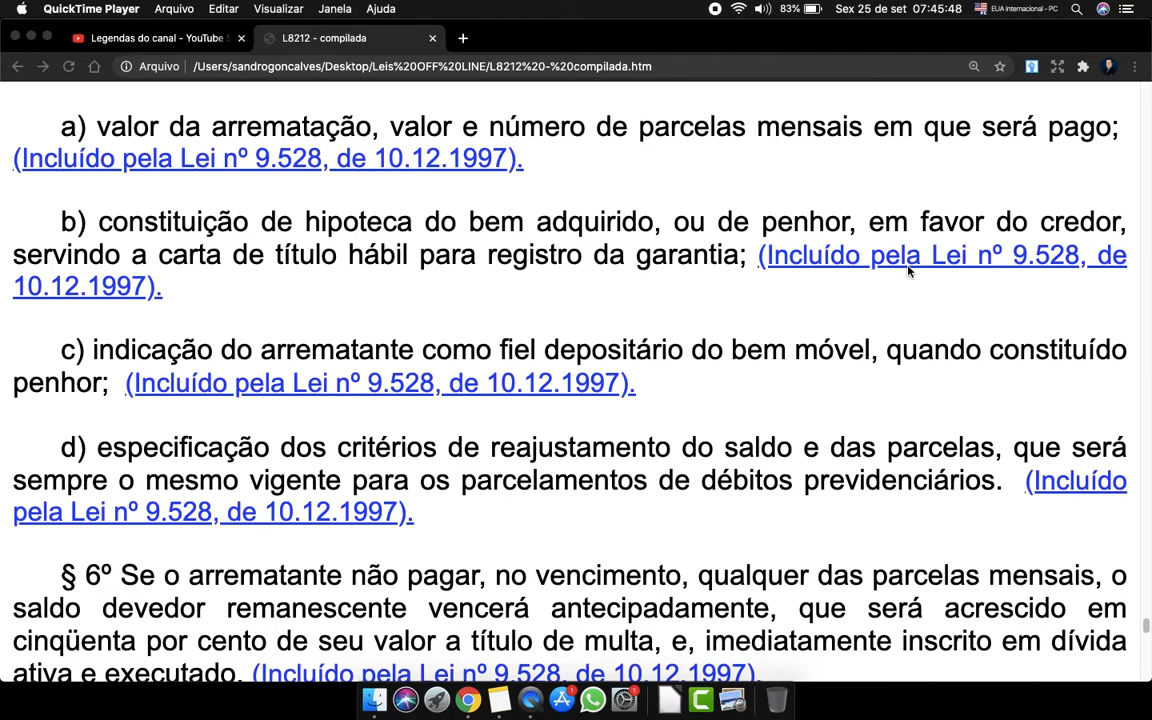 QuickTime Player Arquivo Editar Visualizar Janela Ajuda 83% Sex 25 de set 07:45:48 EUA Internacional - PC
Legendas do canal - YouTube L8212 - compilada
Arquivo /Users/sandrogoncalves/Desktop/Leis%20OFF%20LINE/L8212%20-%20compilada.htm
a) valor da arrematação, valor e número de parcelas mensais em que será pago;
(Incluído pela Lei nº 9.528, de 10.12.1997).
b) constituição de hipoteca do bem adquirido, ou de penhor, em favor do credor,
servindo a carta de título hábil para registro da garantia; (Incluído pela Lei nº 9.528, de
10.12.1997).
c) indicação do arrematante como fiel depositário do bem móvel, quando constituído
penhor; (Incluído pela Lei nº 9.528, de 10.12.1997).
d) especificação dos critérios de reajustamento do saldo e das parcelas, que será
sempre o mesmo vigente para os parcelamentos de débitos previdenciários. (Incluído
pela Lei nº 9.528, de 10.12.1997).
§ 6º Se o arrematante não pagar, no vencimento, qualquer das parcelas mensais, o
saldo devedor remanescente vencerá antecipadamente, que será acrescido em
cinqüenta por cento de seu valor a título de multa, e, imediatamente inscrito em dívida
ativa e executado. (Incluído pela Lei nº 9.528, de 10.12.1997).
1 1